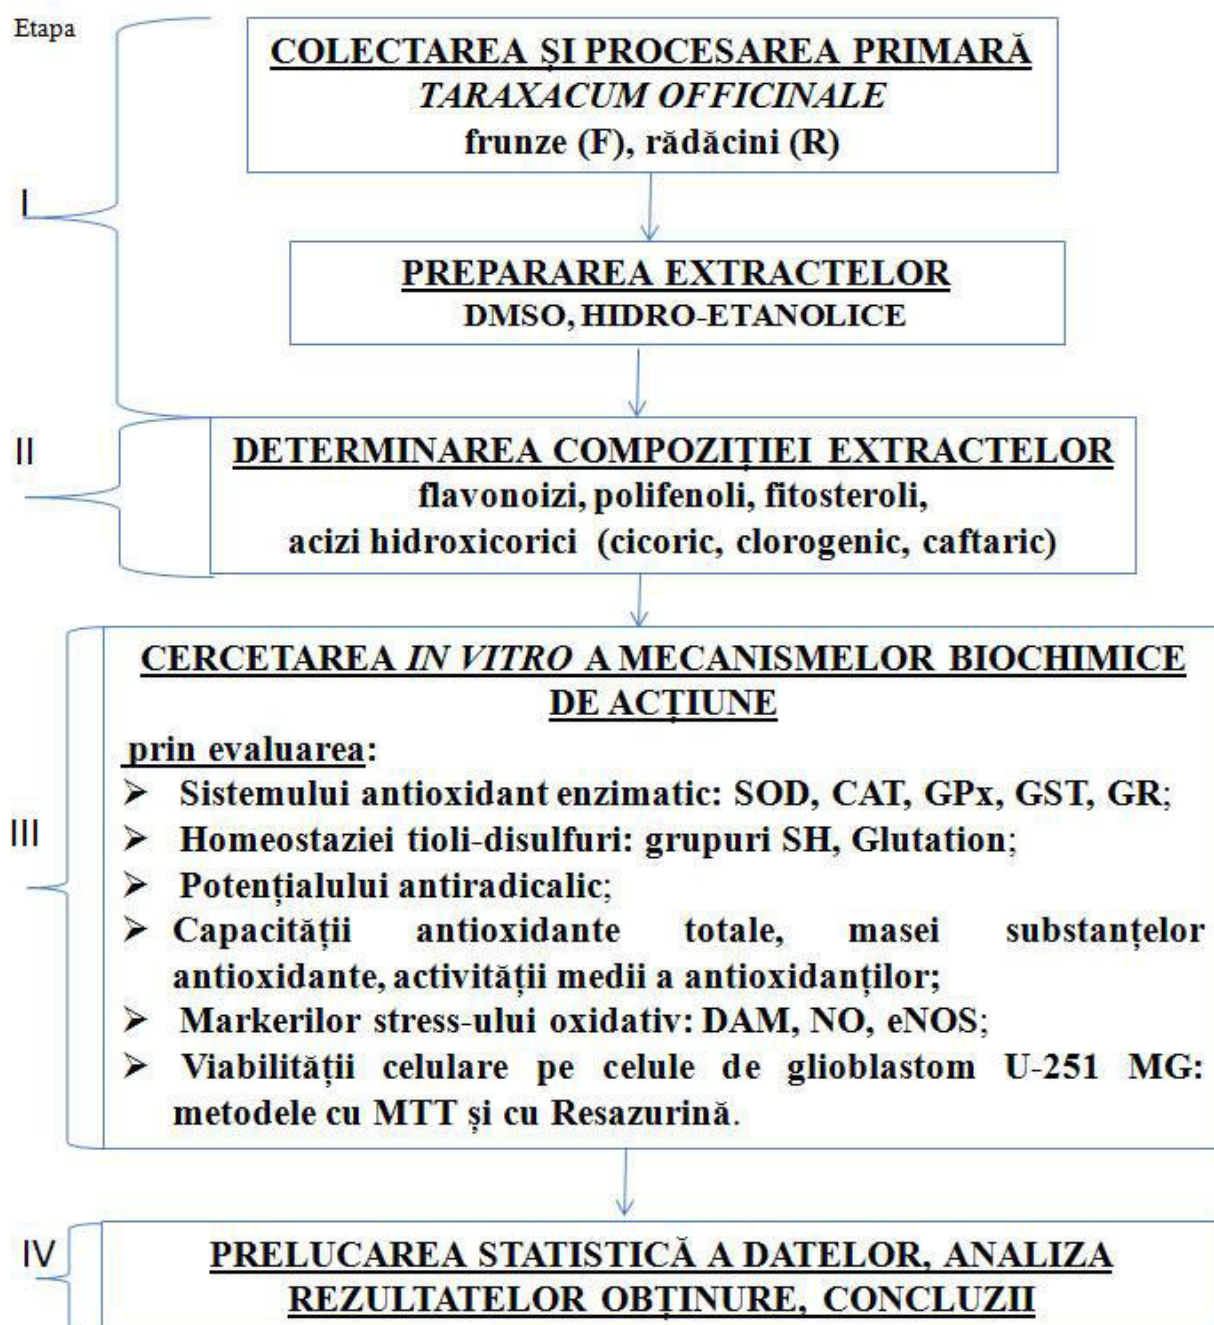 Etapa
COLECTAREA ȘI PROCESAREA PRIMARĂ
TARAXACUM OFFICINALE
frunze (F), rădăcini (R)
I
PREPARAREA EXTRACTELOR
DMSO, HIDRO-ETANOLICE
II
DETERMINAREA COMPOZIȚIEI EXTRACTELOR
flavonoizi, polifenoli, fitosteroli,
acizi hidroxicorici (cicoric, clorogenic, caftaric)
III
CERCETAREA IN VITRO A MECANISMELOR BIOCHIMICE
DE ACȚIUNE
prin evaluarea:
➢ Sistemului antioxidant enzimatic: SOD, CAT, GPx, GST, GR;
➢ Homeostaziei tioli-disulfuri: grupuri SH, Glutation;
➢ Potențialului antiradicalic;
➢ Capacității antioxidante totale, masei substanțelor
antioxidante, activității medii a antioxidanților;
➢ Markerilor stress-ului oxidativ: DAM, NO, eNOS;
➢ Viabilității celulare pe celule de glioblastom U-251 MG:
metodele cu MTT și cu Resazurină.
IV
PRELUCAREA STATISTICĂ A DATELOR, ANALIZA
REZULTATELOR OBȚINURE, CONCLUZII